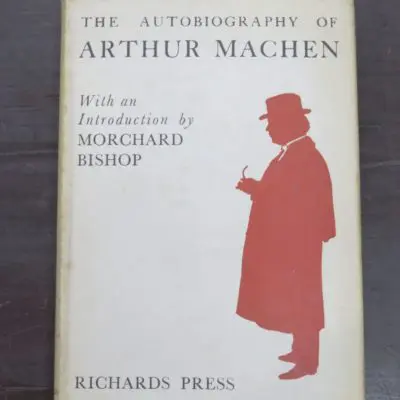 THE AUTOBIOGRAPHY OF
ARTHUR MACHEN
With an
Introduction by
MORCHARD
BISHOP
RICHARDS PRESS